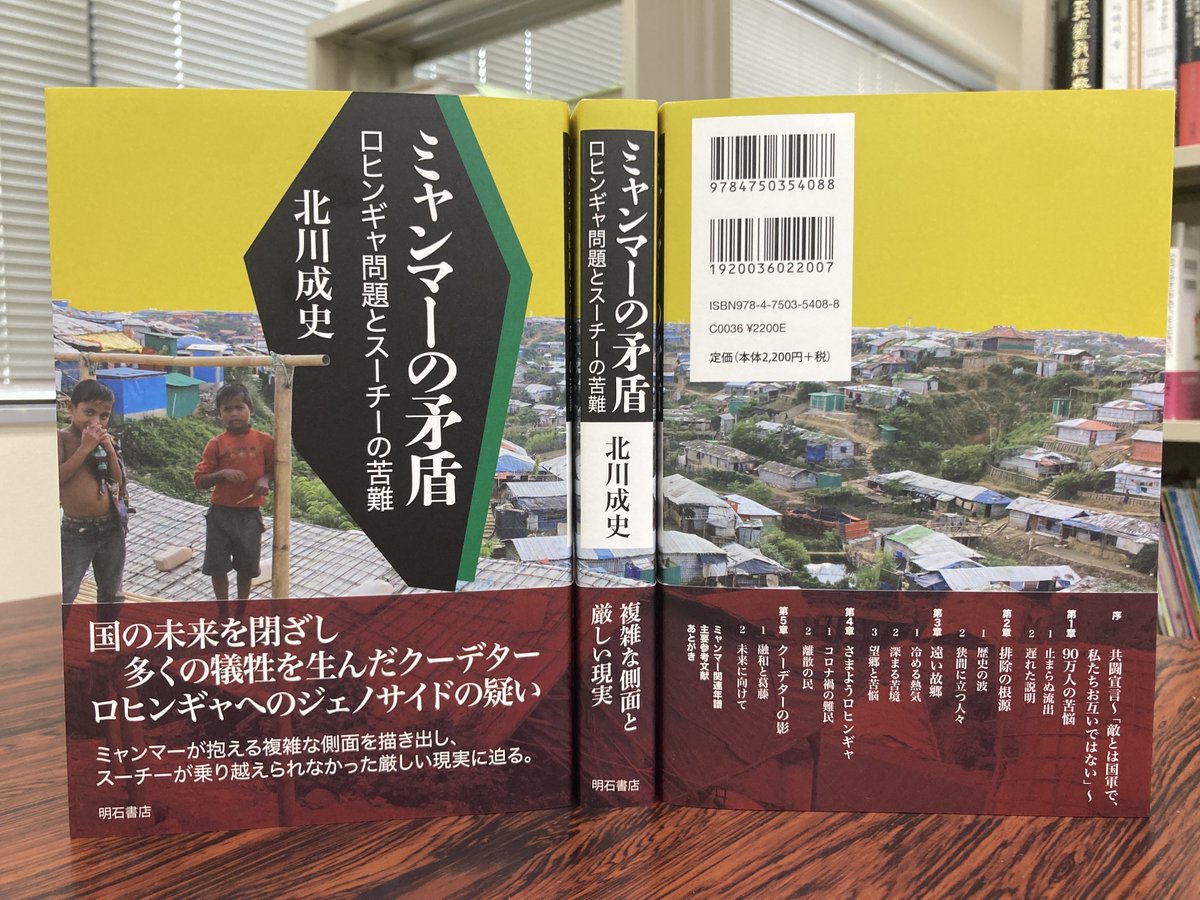 ミャンマーの矛盾
ロヒンギャ問題とスーチーの苦難
北川成史
国の未来を閉ざし
多くの犠牲を生んだクーデター
ロヒンギャへのジェノサイドの疑い
ミャンマーが抱える複雑な側面を描き出し、
スーチーが乗り越えられなかった厳しい現実に迫る。
明石書店
ミャンマーの矛盾
ロヒンギャ問題とスーチーの苦難
北川成史
複雑な側面と
厳しい現実
明石書店
9784750354088
1920036022007
ISBN978-4-7503-5408-8
C0036 ¥2200E
定価(本体2,200円+税)
序 共闘宣言~「敵とは国軍で、
私たちお互いではない」~
第1章 90万人の苦悩
1 止まらぬ流出
2 遅れた説明
第2章 排除の根源
1 歴史の波
2 狭間に立つ人々
第3章 遠い故郷
1 冷める熱気
2 深まる苦境
3 望郷と苦悩
第4章 さまようロヒンギャ
1 コロナ禍の難民
2 離散の民
第5章 クーデターの影
1 融和と葛藤
2 未来に向けて
ミャンマー関連年譜
主要参考文献
あとがき